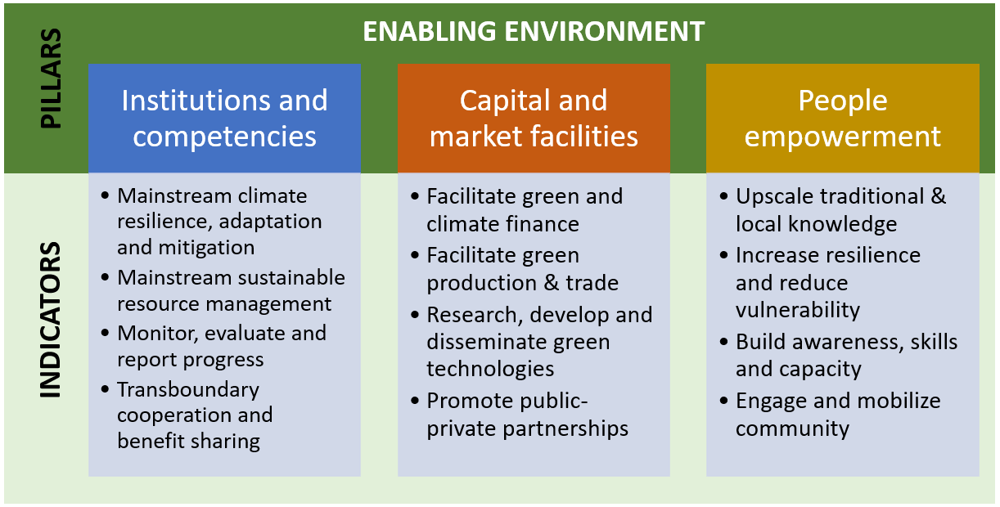 PILLARS
ENABLING ENVIRONMENT
Institutions and
competencies
Capital and
market facilities
People
empowerment
INDICATORS
• Mainstream climate
resilience, adaptation
and mitigation
• Mainstream sustainable
resource management
• Monitor, evaluate and
report progress
• Transboundary
cooperation and
benefit sharing
• Facilitate green and
climate finance
• Facilitate green
production & trade
• Research, develop and
disseminate green
technologies
• Promote public-
private partnerships
• Upscale traditional &
local knowledge
• Increase resilience
and reduce
vulnerability
• Build awareness, skills
and capacity
• Engage and mobilize
community